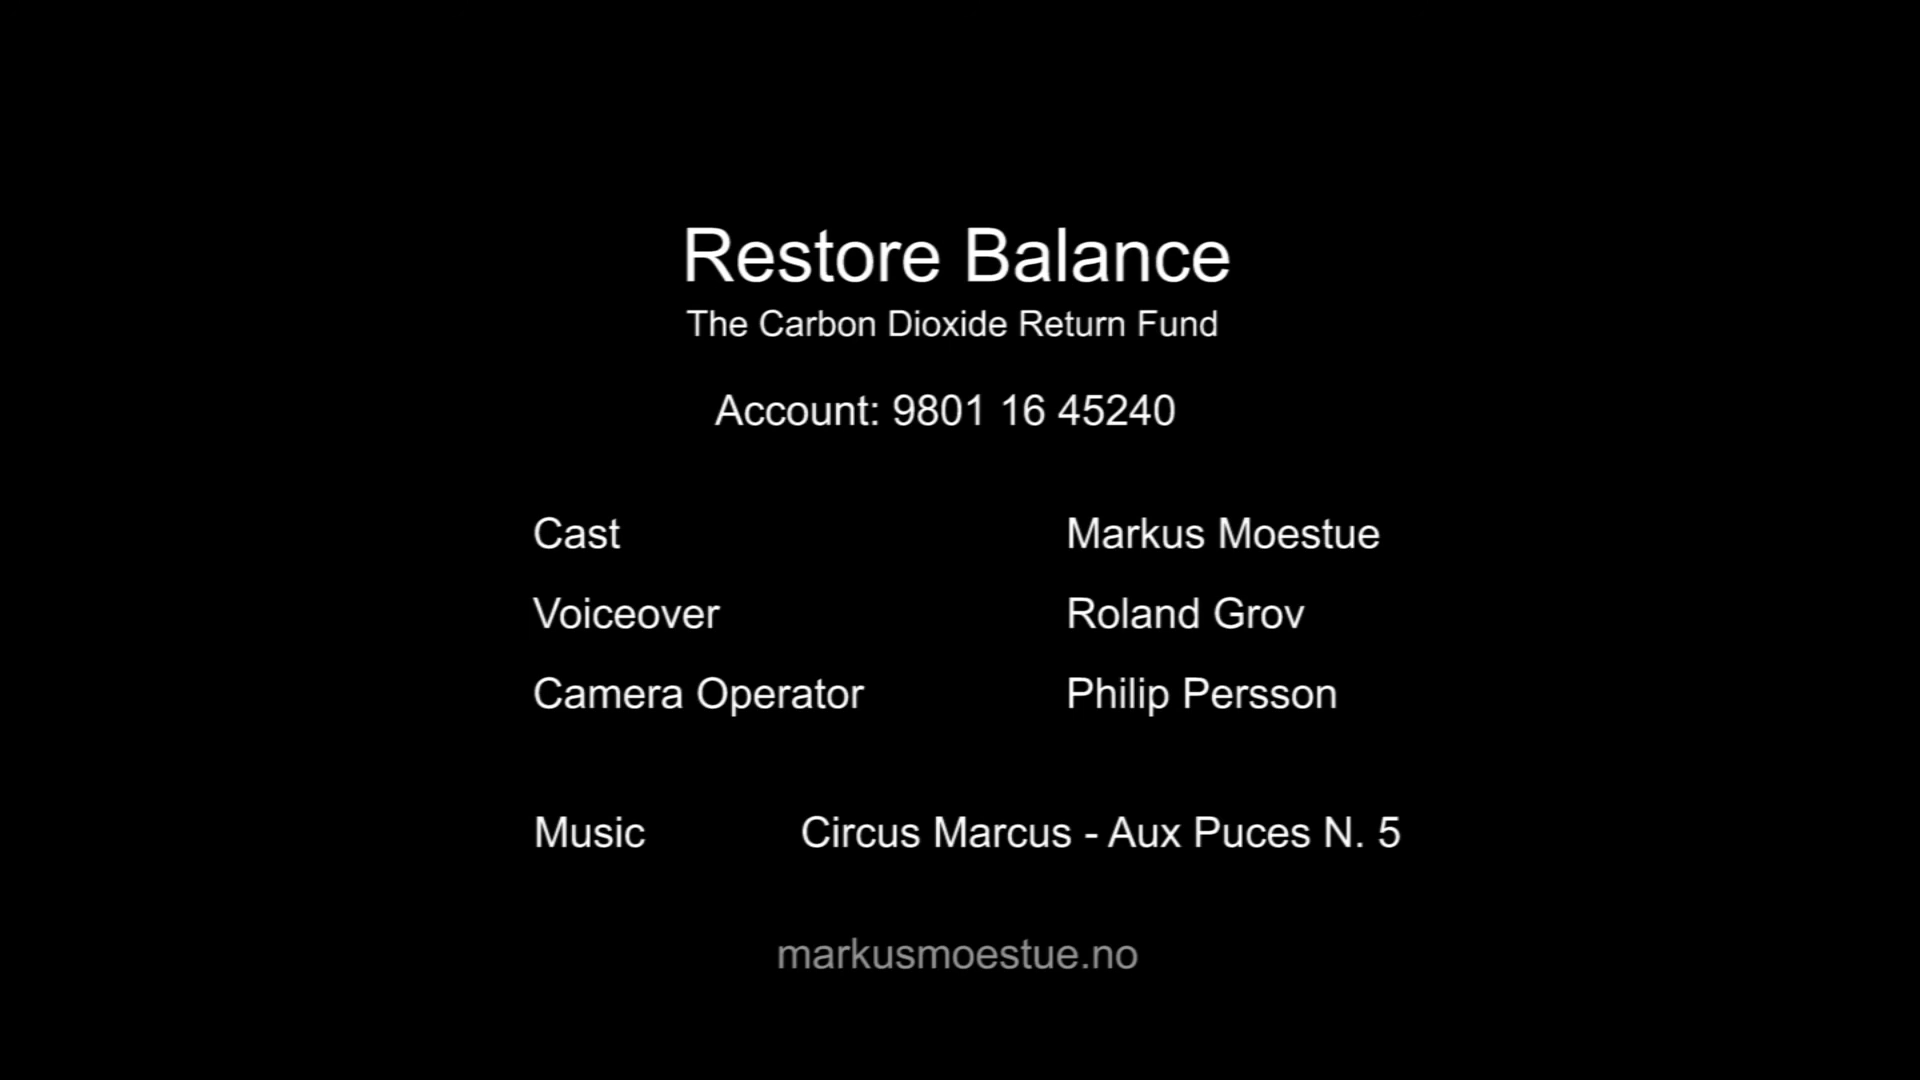 Restore Balance
The Carbon Dioxide Return Fund
Account: 9801 16 45240
Cast Markus Moestue
Voiceover Roland Grov
Camera Operator Philip Persson
Music Circus Marcus - Aux Puces N. 5
markusmoestue.no